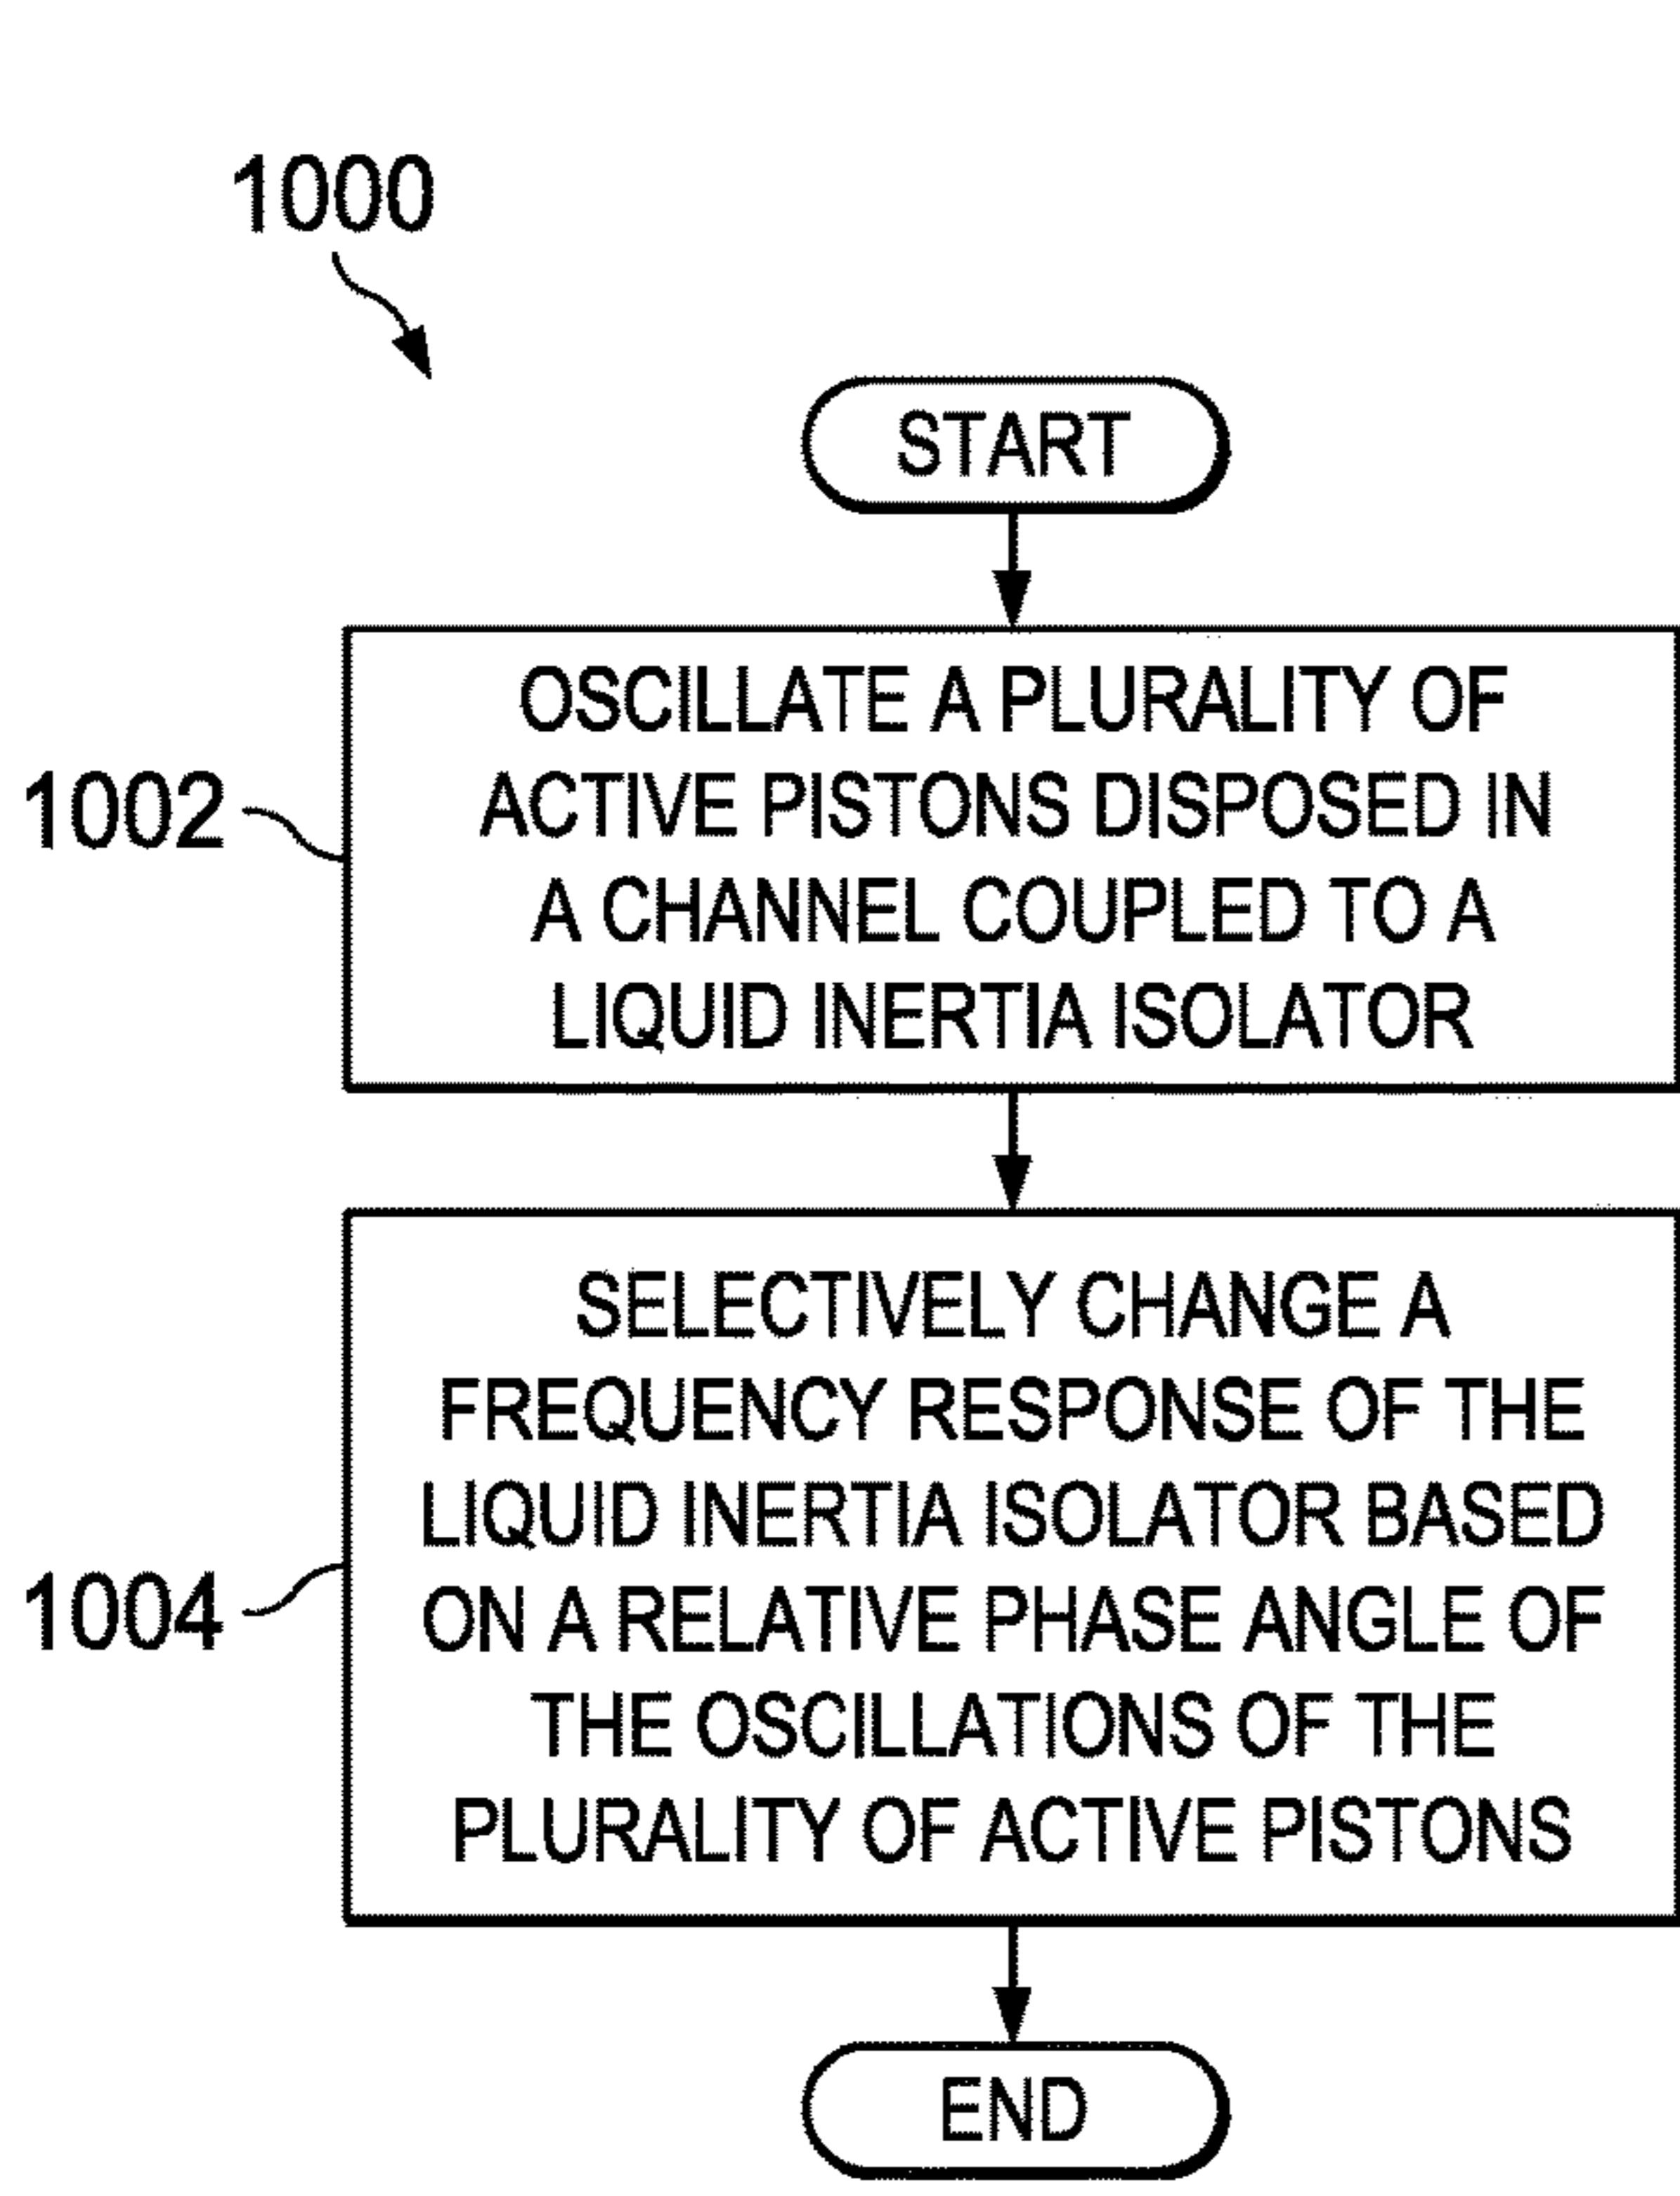 1000
START
1002
OSCILLATE A PLURALITY OF
ACTIVE PISTONS DISPOSED IN
A CHANNEL COUPLED TO A
LIQUID INERTIA ISOLATOR
1004
SELECTIVELY CHANGE A
FREQUENCY RESPONSE OF THE
LIQUID INERTIA ISOLATOR BASED
ON A RELATIVE PHASE ANGLE OF
THE OSCILLATIONS OF THE
PLURALITY OF ACTIVE PISTONS
END